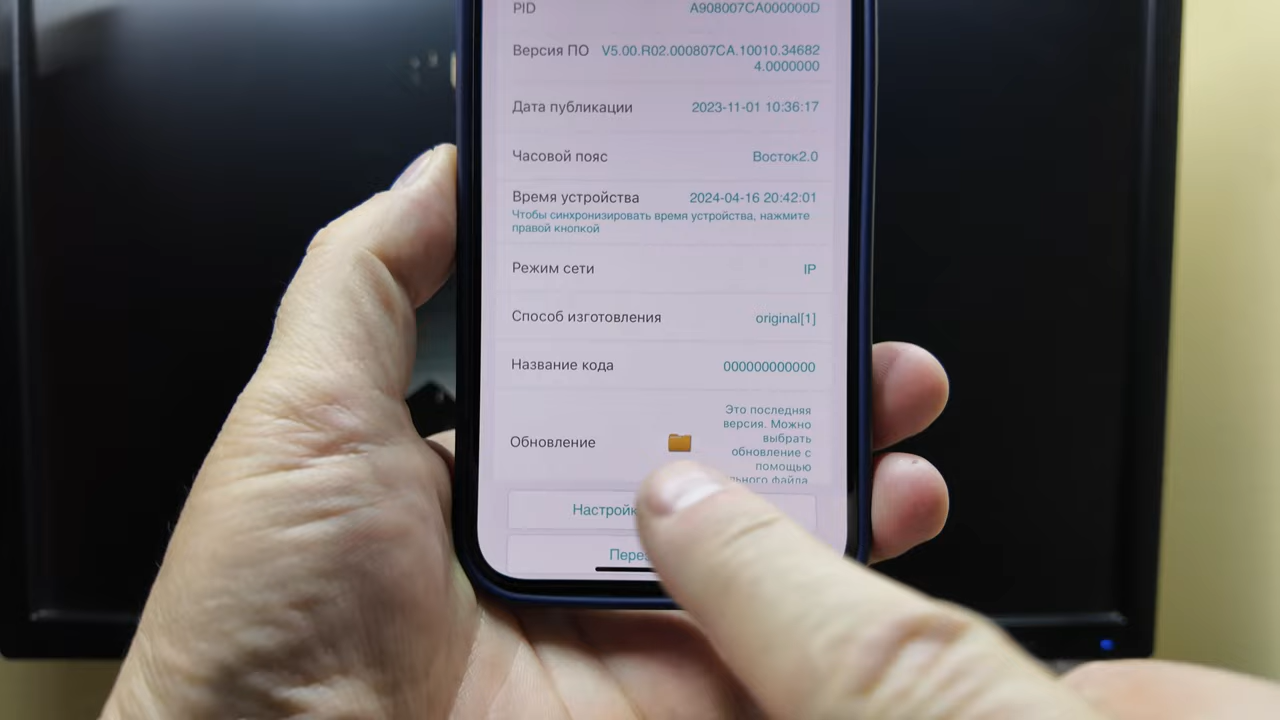 PID A908007CA000000D
Версия ПО V5.00.R02.000807CA.10010.34682
4.0000000
Дата публикации 2023-11-01 10:36:17
Часовой пояс Восток2.0
Время устройства 2024-04-16 20:42:01
Чтобы синхронизировать время устройства, нажмите
правой кнопкой
Режим сети IP
Способ изготовления original[1]
Название кода 000000000000
Это последняя
версия. Можно
выбрать
Обновление
обновление с
помощью
файла